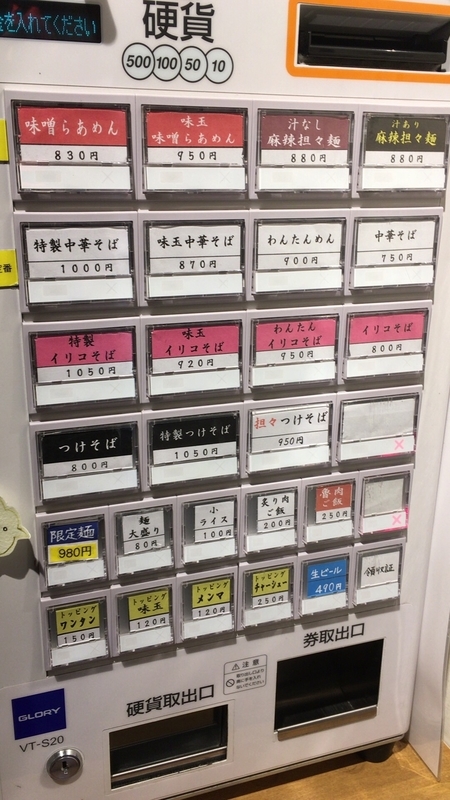 金を入れてください
硬貨
500 100 50 10
味噌らあめん
830円
味玉
味噌らあめん
950円
汁なし
麻辣担々麺
880円
汁あり
麻辣担々麺
880円
定番
特製中華そば
1000円
味玉中華そば
870円
わんたんめん
900円
中華そば
750円
特製
イリコそば
1050円
味玉
イリコそば
920円
わんたん
イリコそば
950円
イリコそば
800円
つけそば
800円
特製つけそば
1050円
担々つけそば
950円
×
限定麺
980円
麺
大盛り
80円
小
ライス
100円
炙り肉
ご飯
200円
魯肉
ご飯
250円
×
トッピング
ワンタン
150円
トッピング
味玉
120円
トッピング
メンマ
120円
トッピング
チャーシュー
250円
生ビール
490円
領収証
券取出口
注意
硬貨取出口
GLORY
VT-S20